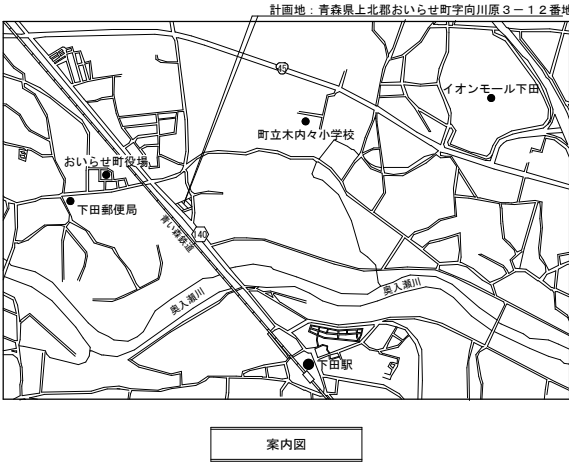 計画地：青森県上北郡おいらせ町字向川原3－12番地
45
イオンモール下田
町立木内々小学校
おいらせ町役場
下田郵便局
40
青い森鉄道
奥入瀬川
奥入瀬川
下田駅
案内図